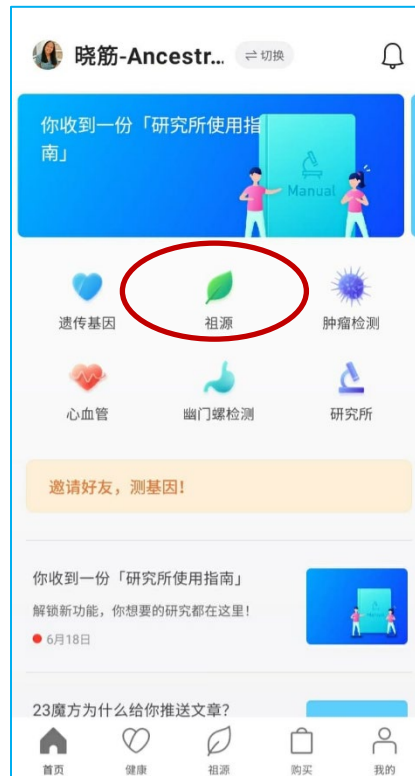 晓筋-Ancestr... ⇌切换
你收到一份「研究所使用指
南」
Manual
遗传基因 祖源 肿瘤检测
心血管 幽门螺检测 研究所
邀请好友，测基因！
你收到一份「研究所使用指南」
解锁新功能，你想要的研究都在这里！
6月18日
23魔方为什么给你推送文章？
首页 健康 祖源 购买 我的